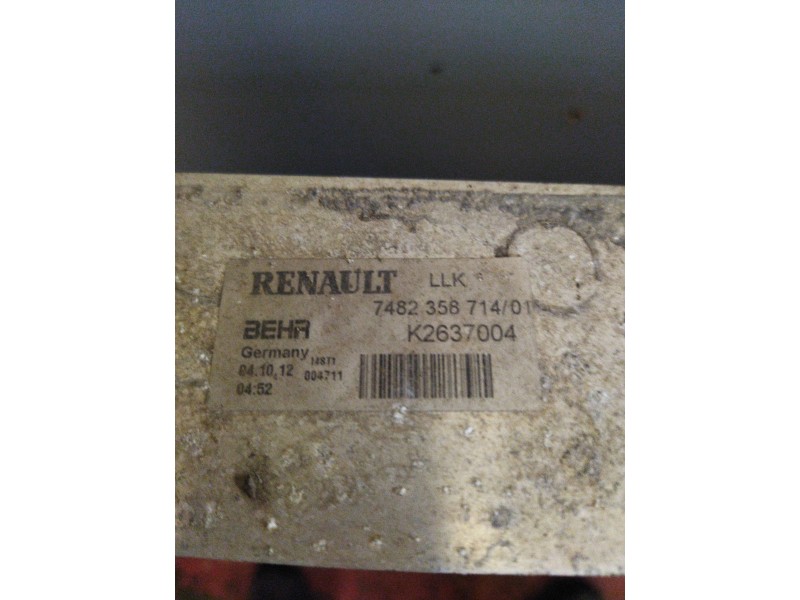 RENAULT LLK
7482 358 714/01
BEHR K2637004
Germany
04.10.12 004711
04:52